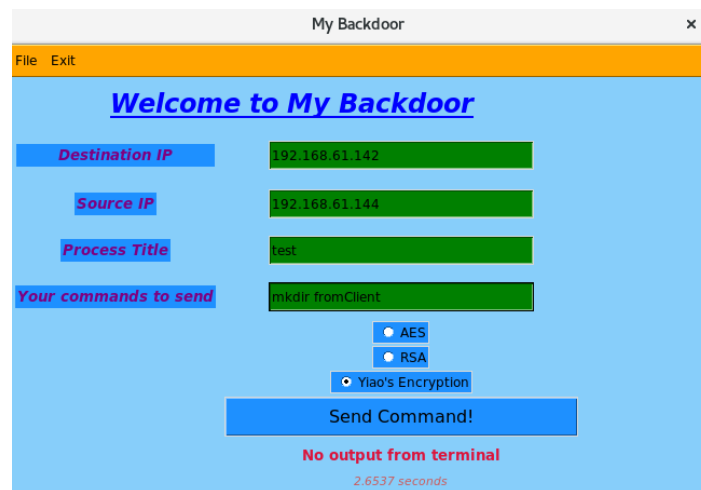 My Backdoor ×
File Exit
Welcome to My Backdoor
Destination IP 192.168.61.142
Source IP 192.168.61.144
Process Title test
Your commands to send mkdir fromClient
AES
RSA
Yiao's Encryption
Send Command!
No output from terminal
2.6537 seconds